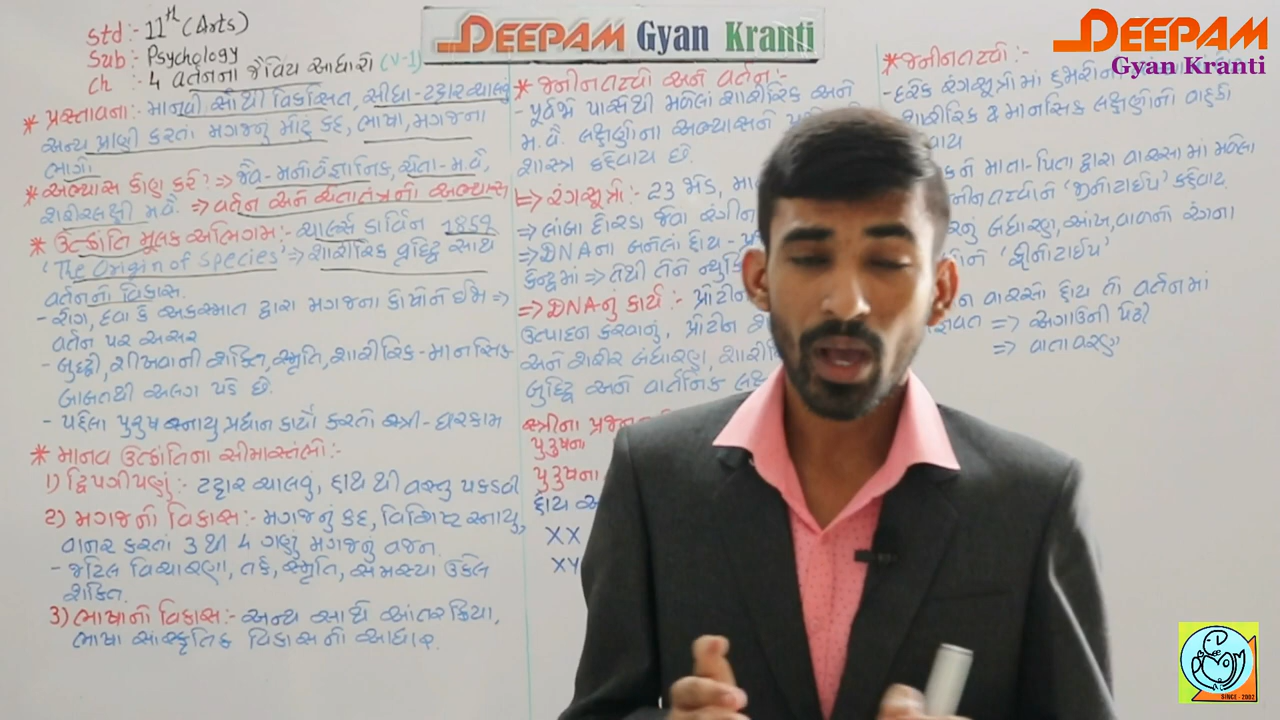 DEEPAM Gyan Kranti
DEEPAM
Gyan Kranti
Std :- 11th (Arts)
Sub :- Psychology
ch :- 4 વર્તનના જૈવિય આધારો (V-1)
* પ્રસ્તાવના:- માનવી સૌથી વિકસિત, સીધા-ટટ્ટાર ચાલવુ
અન્ય પ્રાણી કરતાં મગજનું મોટું કદ, ભાષા, મગજના
ભાગો
* અભ્યાસ કોણ કરે? => જૈવ-મનોવૈજ્ઞાનિક, ચેતા-મ.વૈ,
શરીરલક્ષી મ.વૈ. => વર્તન અને ચેતાતંત્રનો અભ્યાસ
* ઉત્ક્રાંતિ મૂલક અભિગમ:- ચાર્લ્સ ડાર્વિન 1859
'The Origin of Species' => શારીરિક વૃદ્ધિ સાથે
વર્તનનો વિકાસ.
- રોગ, દવા કે અકસ્માત દ્વારા મગજના કોષોને ઈજા =>
વર્તન પર અસર
- બુદ્ધી, શીખવાની શક્તિ, સ્મૃતિ, શારીરિક-માનસિક
બાબતથી અલગ પડે છે.
- પહેલા પુરુષ સ્નાયુ પ્રધાન કાર્યો કરતો સ્ત્રી-ઘરકામ
* માનવ ઉત્ક્રાંતિના સીમાસ્તંભો:-
1) દ્વિપગીપણું:- ટટ્ટાર ચાલવું, હાથ થી વસ્તુ પકડવી
2) મગજનો વિકાસ:- મગજનું કદ, વિશિષ્ટ સ્નાયુ,
વાનર કરતાં 3 થી 4 ગણું મગજનું વજન.
- જટિલ વિચારણા, તર્ક, સ્મૃતિ, સમસ્યા ઉકેલ
શક્તિ.
3) ભાષાનો વિકાસ:- અન્ય સાથે આંતરક્રિયા,
ભાષા સાંસ્કૃતિક વિકાસનો આધાર.
* જનીનતત્વો અને વર્તન:-
- પૂર્વજો પાસેથી મળેલાં શારીરિક અને
મ.વૈ. લક્ષણોના અભ્યાસને
શાસ્ત્ર કહેવાય છે.
=> રંગસૂત્રો:- 23 જોડ,
=> લાંબા દોરડા જેવા રંગીન
=> DNAના બનેલાં હોય
કેન્દ્રમાં => તેથી તેને
=> DNAનું કાર્ય:- પ્રોટીન
ઉત્પાદન કરવાનું, પ્રોટીન
અને શરીર બંધારણ,
બુદ્ધિ અને વાર્તનિક
સ્ત્રીના
પુરુષના
પુરુષના
હોય
XX
XY
* જનીનતત્વો:-
- દરેક રંગસૂત્રોમાં
શારીરિક & માનસિક લક્ષણોનો વાહકો
માતા-પિતા દ્વારા વારસામાં મળેલા
'જીનોટાઈપ' કહેવાય
બંધારણ, આંખ, વાળનો રંગના
'ફીનોટાઈપ'
વારસો હોય તો વર્તનમાં
=> અગાઉની પેઢી
=> વાતાવરણ
SINCE - 2002